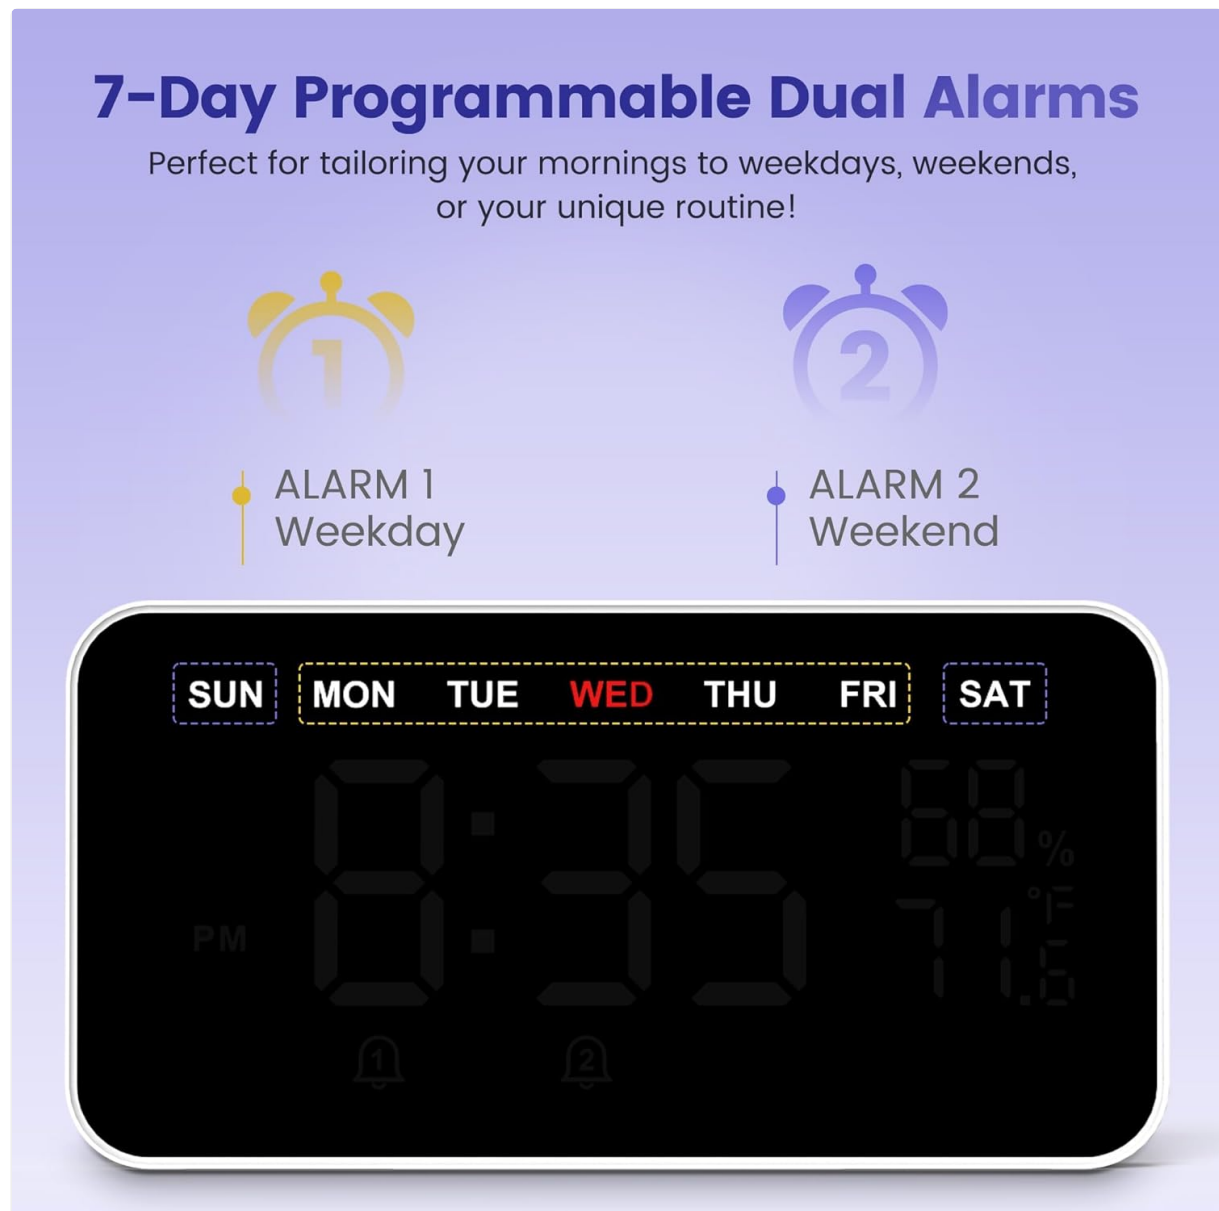 7-Day Programmable Dual Alarms
Perfect for tailoring your mornings to weekdays, weekends,
or your unique routine!
1
2
ALARM 1
Weekday
ALARM 2
Weekend
SUN MON TUE WED THU FRI SAT
PM 8:35 68%
71.6°F
1 2